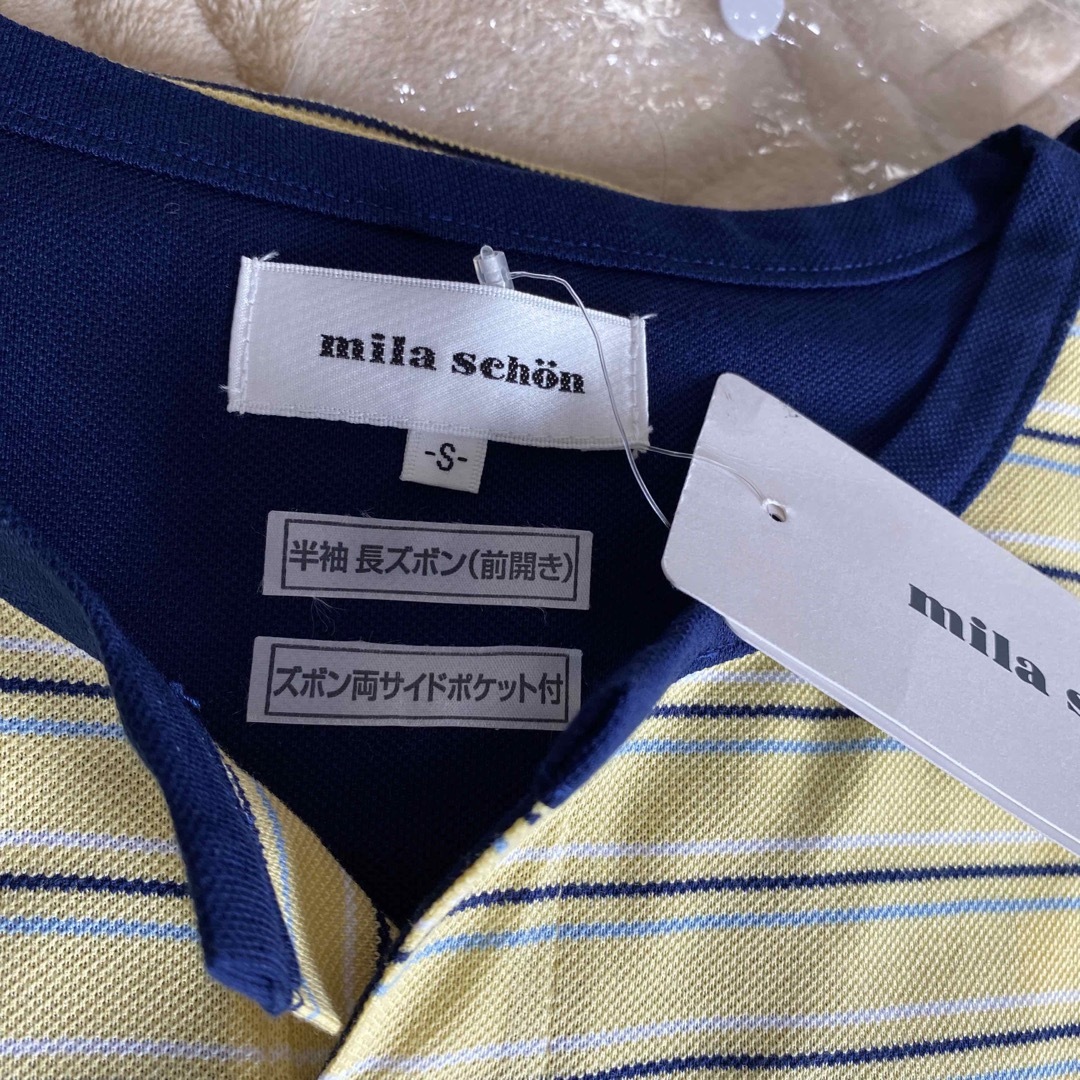 mila schön
-S-
半袖 長ズボン(前開き)
ズボン両サイドポケット付
mila s